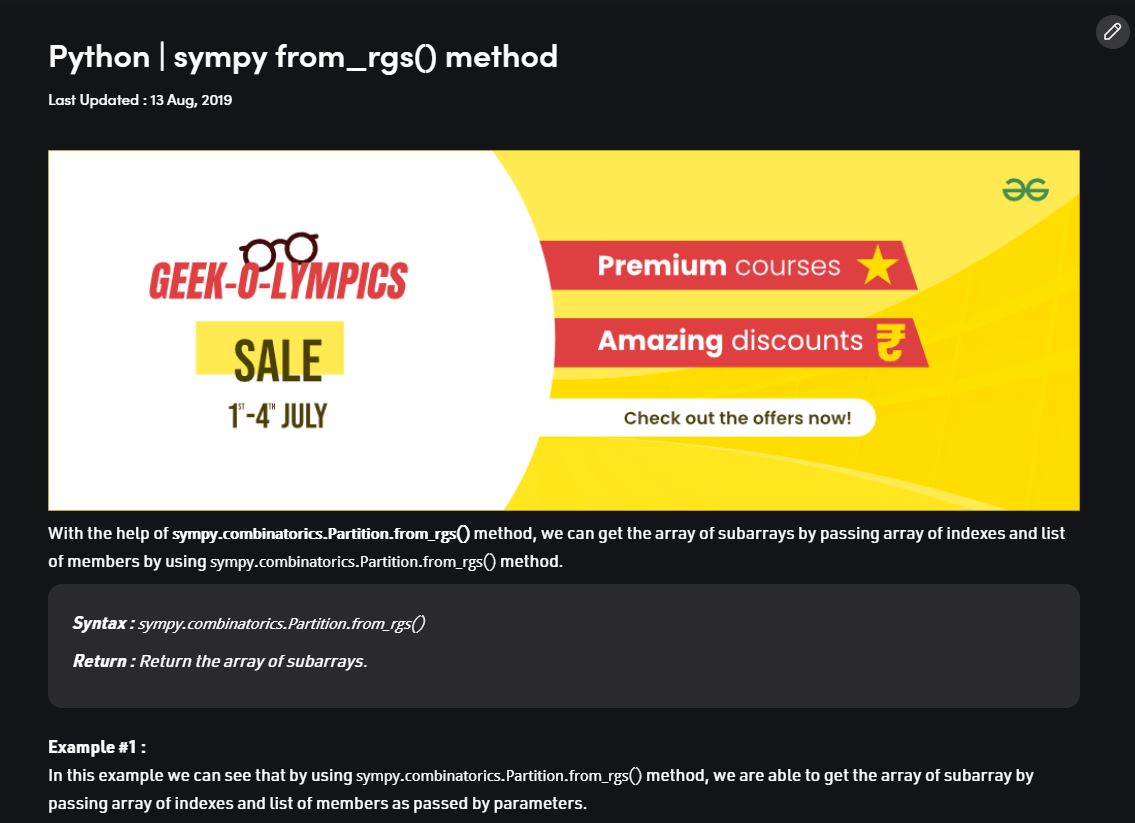 Python | sympy from_rgs() method
Last Updated : 13 Aug, 2019
GEEK-O-LYMPICS
SALE
1ST-4TH JULY
Premium courses
Amazing discounts ₹
Check out the offers now!
With the help of sympy.combinatorics.Partition.from_rgs() method, we can get the array of subarrays by passing array of indexes and list
of members by using sympy.combinatorics.Partition.from_rgs() method.
Syntax : sympy.combinatorics.Partition.from_rgs()
Return : Return the array of subarrays.
Example #1 :
In this example we can see that by using sympy.combinatorics.Partition.from_rgs() method, we are able to get the array of subarray by
passing array of indexes and list of members as passed by parameters.